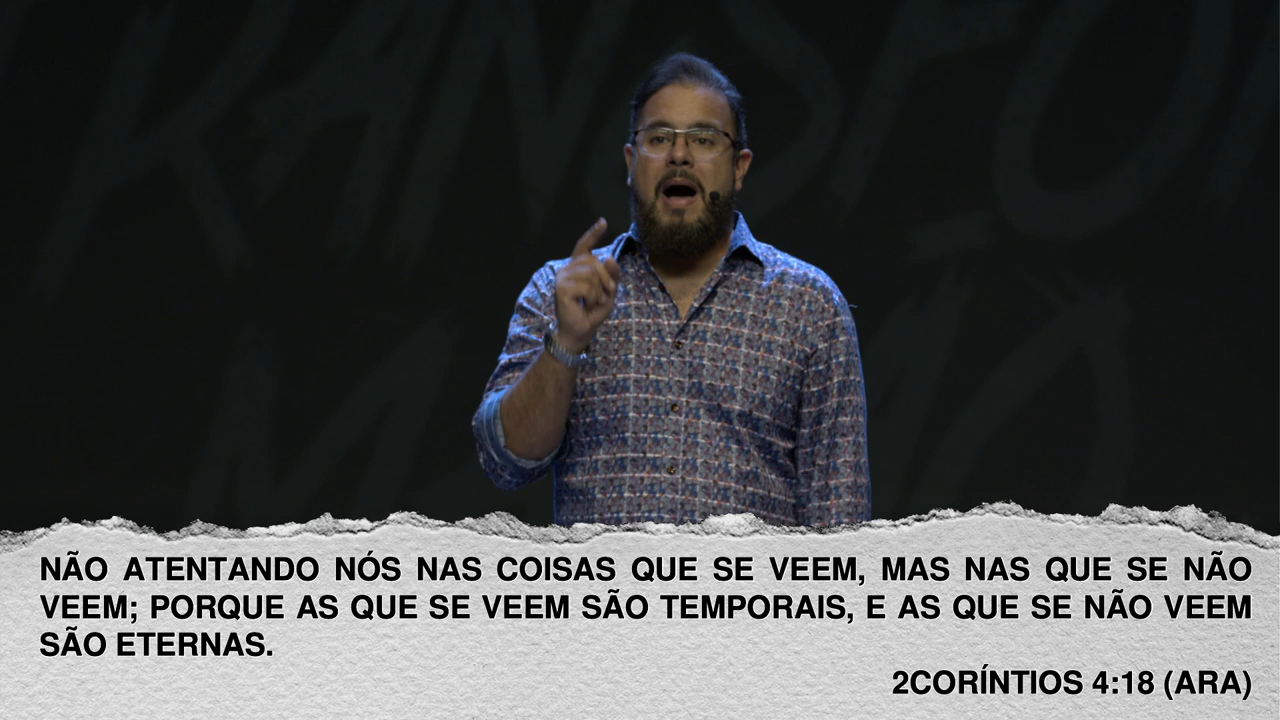 NÃO ATENTANDO NÓS NAS COISAS QUE SE VEEM, MAS NAS QUE SE NÃO
VEEM; PORQUE AS QUE SE VEEM SÃO TEMPORAIS, E AS QUE SE NÃO VEEM
SÃO ETERNAS.
2CORÍNTIOS 4:18 (ARA)